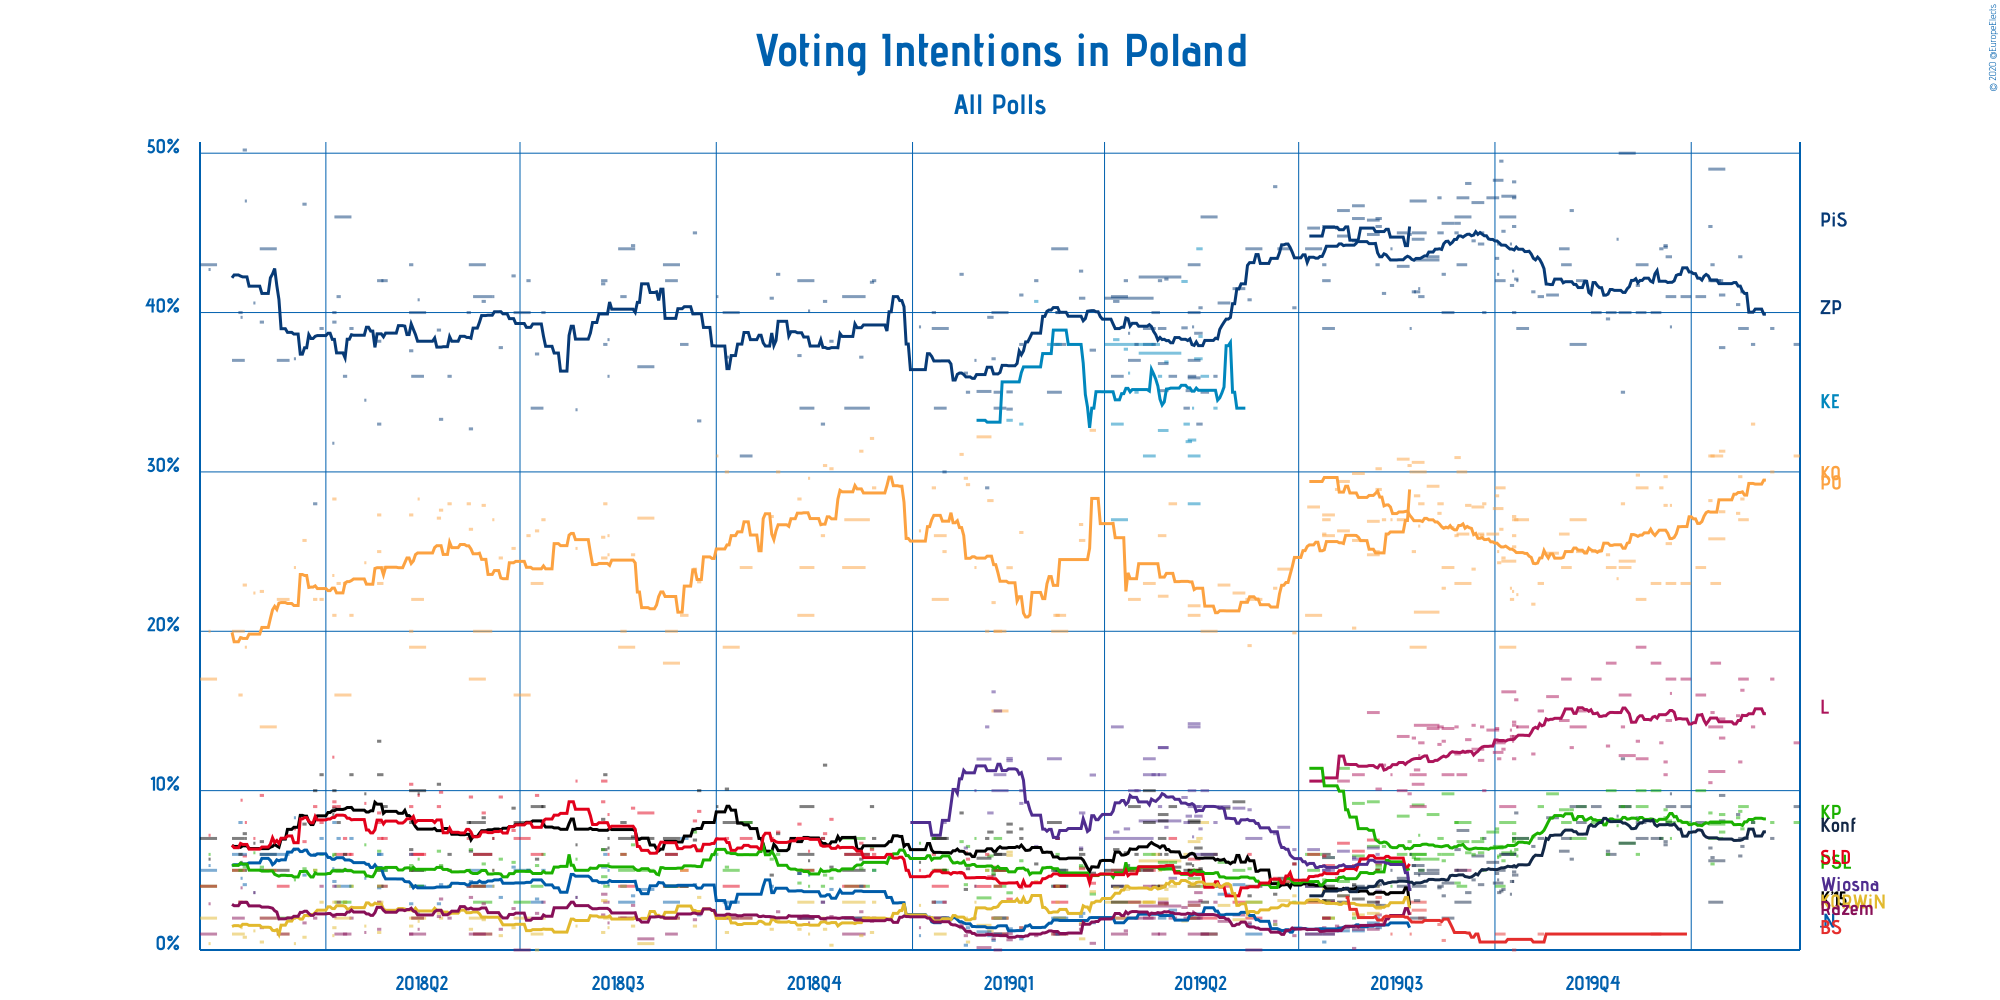 © 2020 @EuropeElects
Voting Intentions in Poland
All Polls
50%
40%
30%
20%
10%
0%
PiS
ZP
KE
KO
PO
L
KP
Konf
SLD
PSL
Wiosna
K'15
Razem
BS
2018Q2
2018Q3
2018Q4
2019Q1
2019Q2
2019Q3
2019Q4